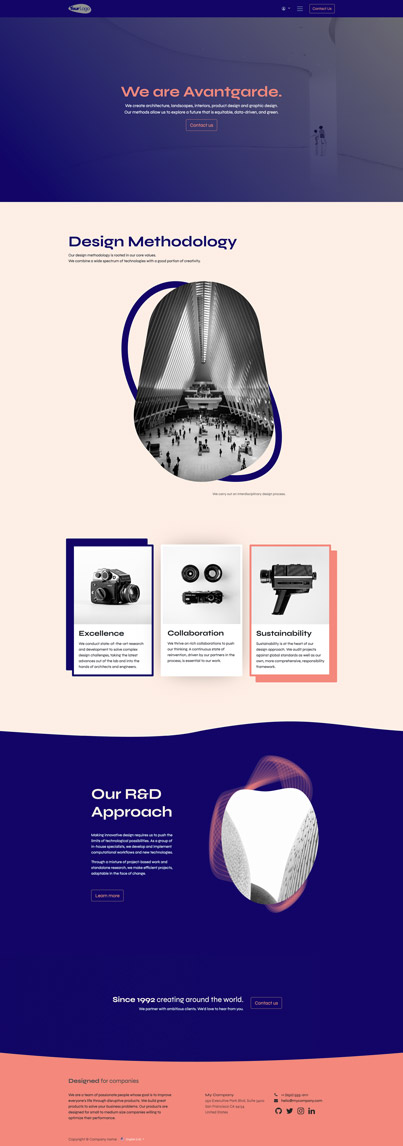 YourLogo
Contact Us
We are Avantgarde.
We create architecture, landscapes, interiors, product design and graphic design.
Our methods allow us to explore a future that is equitable, data-driven, and green.
Contact us
Design Methodology
Our design methodology is rooted in our core values.
We combine a wide spectrum of technologies with a good portion of creativity.
We carry out an interdisciplinary design process.
Excellence
We conduct state-of-the-art research
and development to solve complex
design challenges, taking the latest
advances out of the lab and into the
hands of architects and engineers.
Collaboration
We thrive on rich collaborations to push
our thinking. A continuous state of
reinvention, driven by our partners in the
process, is essential to our work.
Sustainability
Sustainability is at the heart of our
design approach. We audit projects
against global standards as well as our
own, more comprehensive, responsibility
framework.
Our R&D
Approach
Making innovative design requires us to push the
limits of technological possibilities. As a group of
in-house specialists, we develop and implement
computational workflows and new technologies.
Through a mixture of project-based work and
standalone research, we make efficient projects,
adaptable in the face of change.
Learn more
Since 1992 creating around the world.
We partner with ambitious clients. We'd love to hear from you.
Contact us
Designed for companies
We are a team of passionate people whose goal is to improve
everyone's life through disruptive products. We build great
products to solve your business problems. Our products are
designed for small to medium size companies willing to
optimize their performance.
My Company
250 Executive Park Blvd, Suite 3400
San Francisco CA 94134
United States
+1 (650) 555-0111
hello@mycompany.com
Copyright © Company name